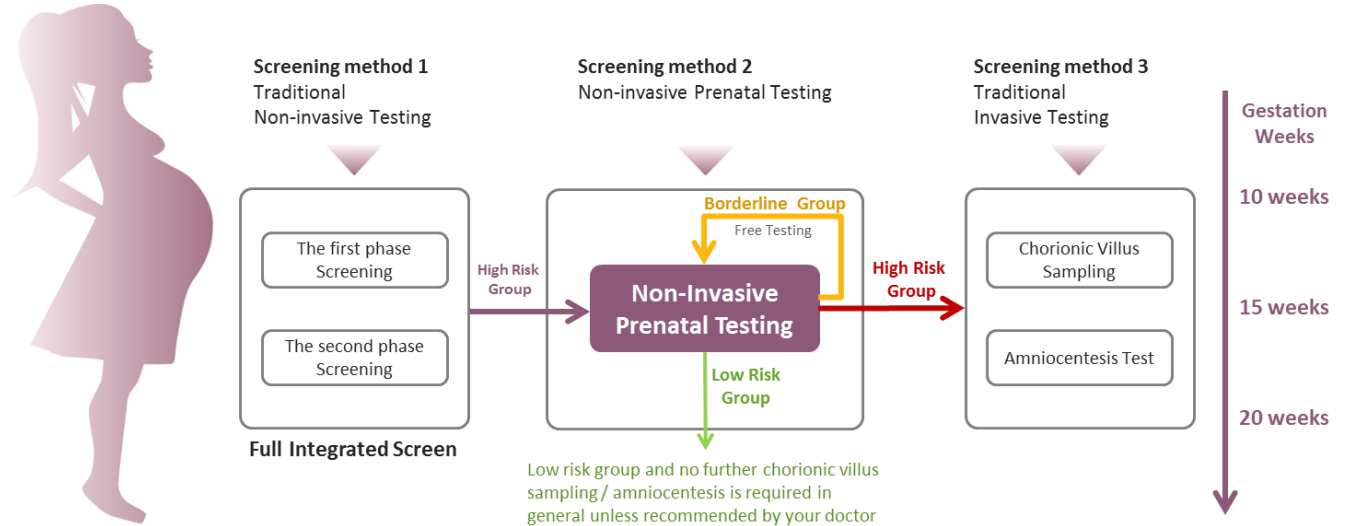 Screening method 1
Traditional
Non-invasive Testing
Screening method 2
Non-invasive Prenatal Testing
Screening method 3
Traditional
Invasive Testing
Gestation
Weeks
10 weeks
15 weeks
20 weeks
The first phase
Screening
The second phase
Screening
Full Integrated Screen
High Risk
Group
Borderline Group
Free Testing
Non-Invasive
Prenatal Testing
Low Risk
Group
Low risk group and no further chorionic villus
sampling / amniocentesis is required in
general unless recommended by your doctor
High Risk
Group
Chorionic Villus
Sampling
Amniocentesis Test